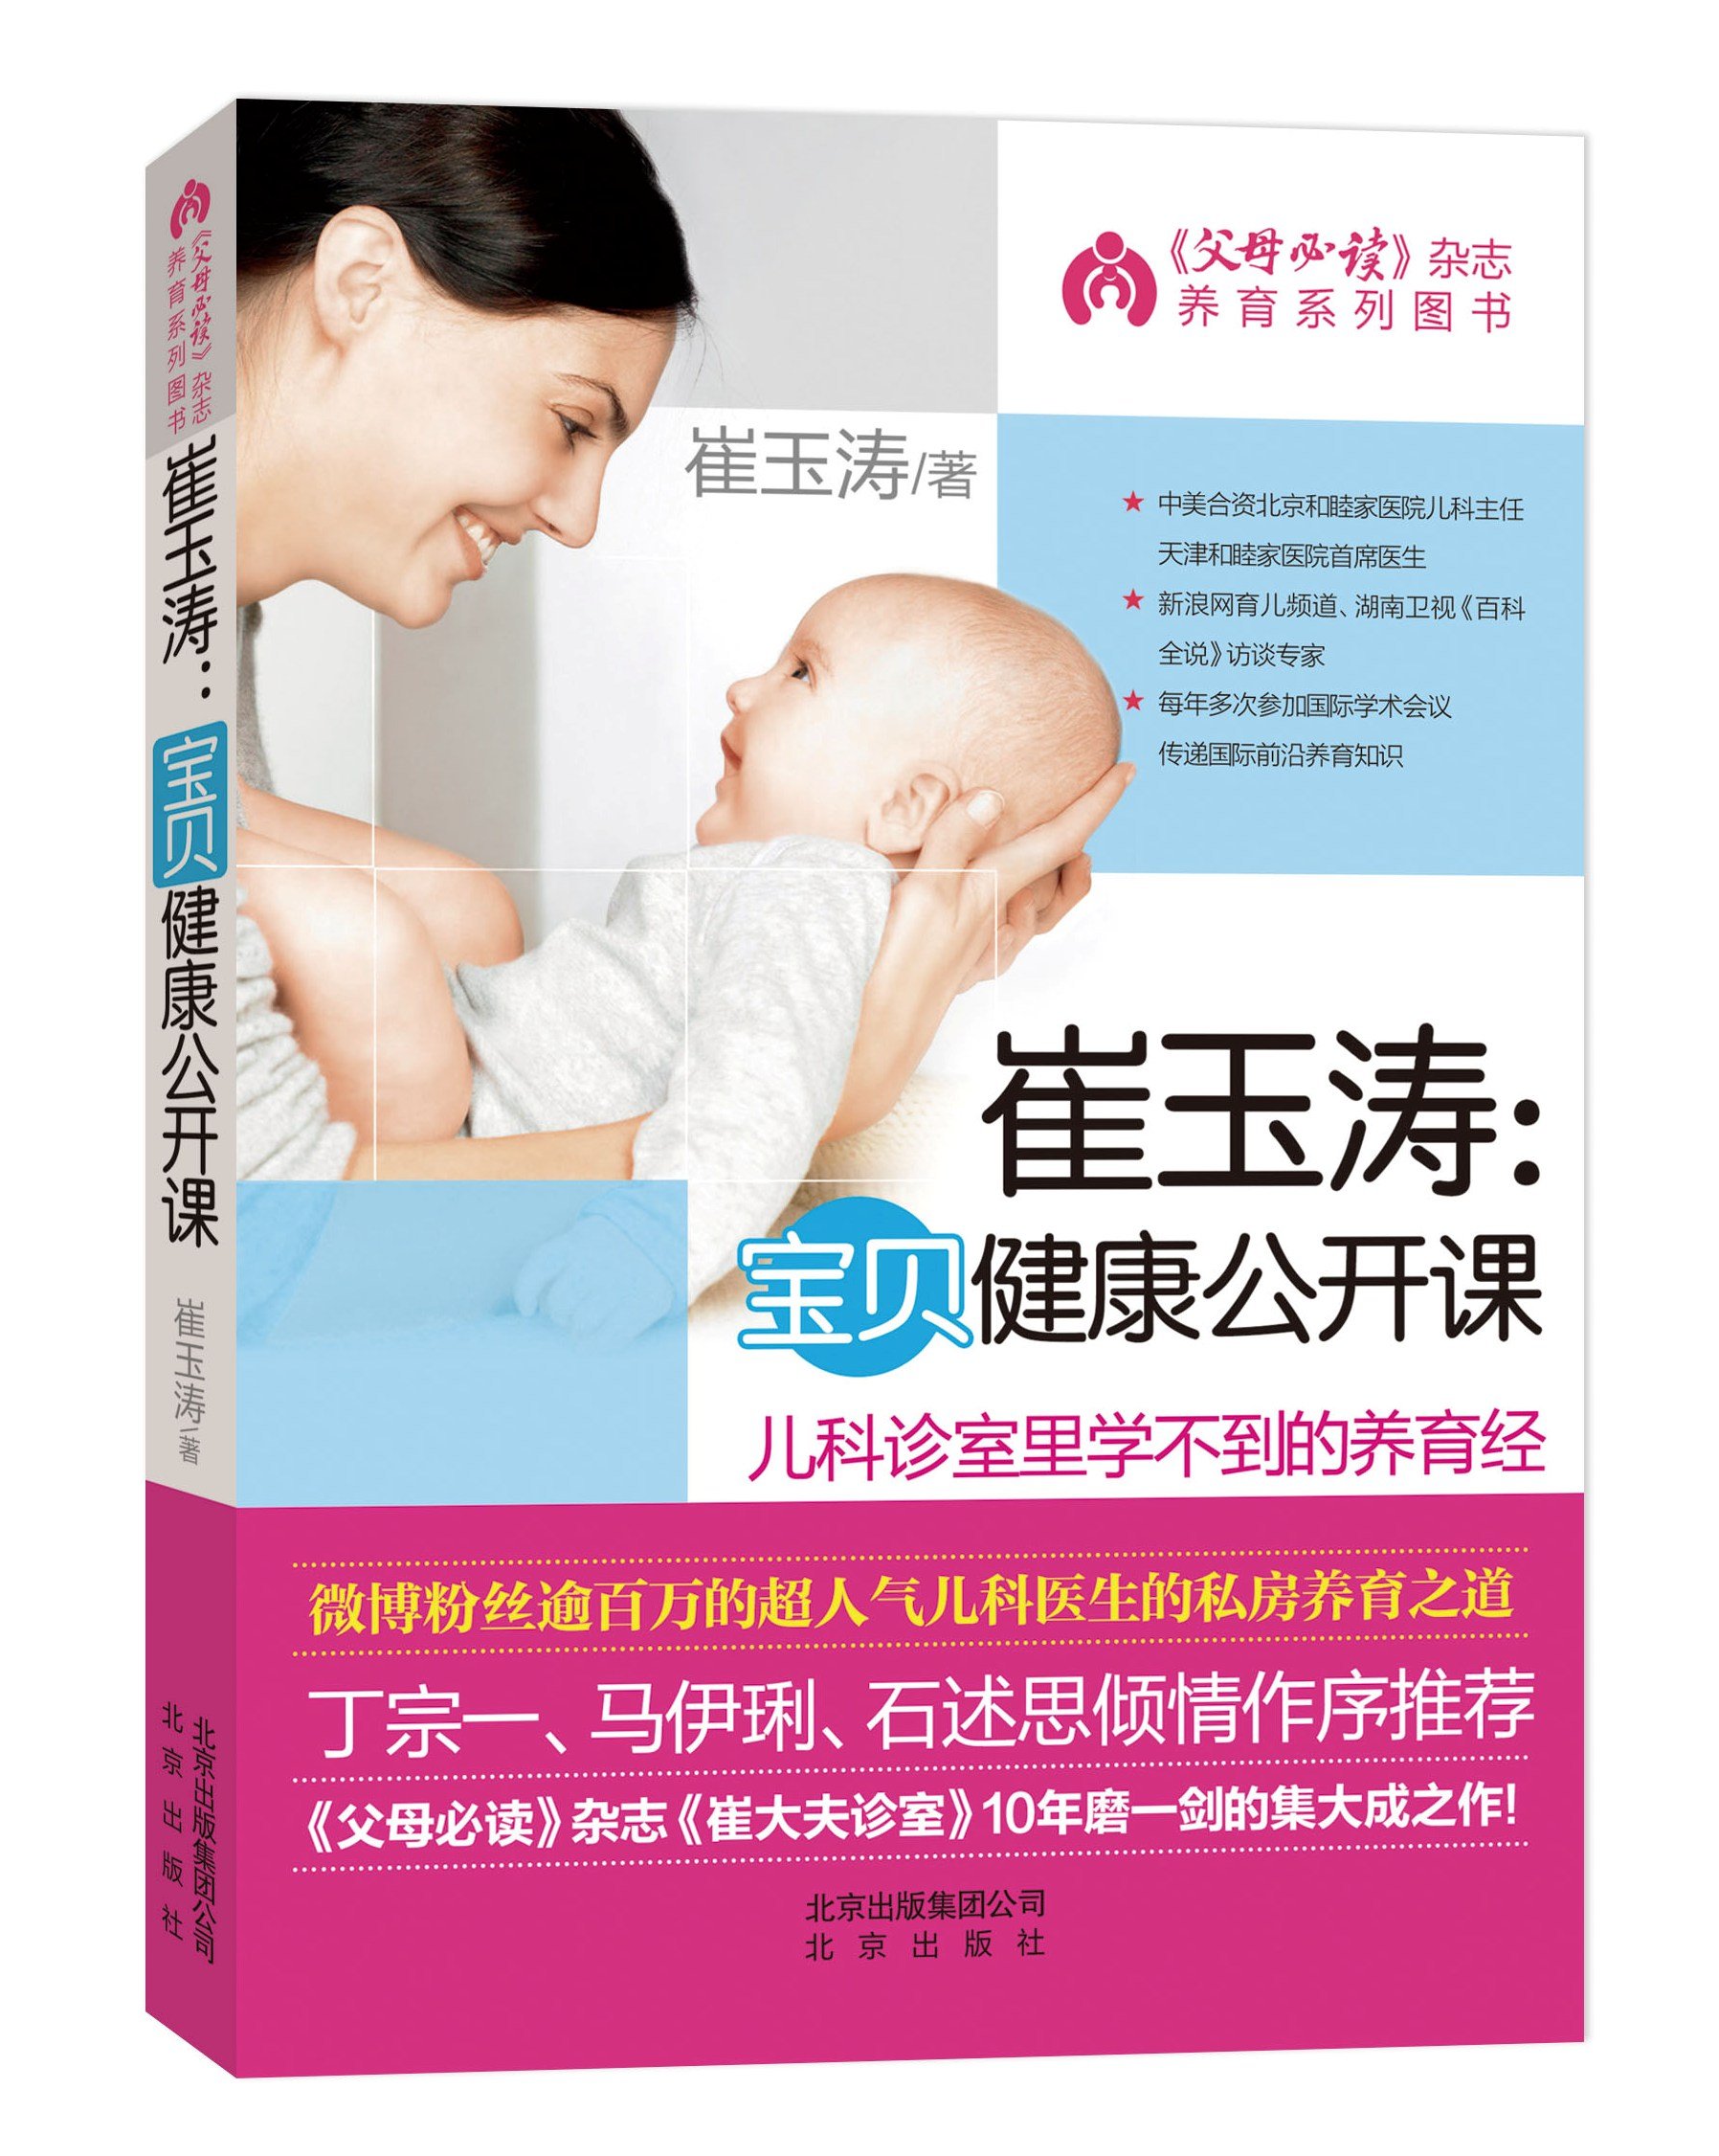 《父母必读》杂志
养育系列图书
崔玉涛/著
★ 中美合资北京和睦家医院儿科主任
天津和睦家医院首席医生
★ 新浪网育儿频道、湖南卫视《百科
全说》访谈专家
★ 每年多次参加国际学术会议
传递国际前沿养育知识
崔玉涛：
宝贝健康公开课
儿科诊室里学不到的养育经
微博粉丝逾百万的超人气儿科医生的私房养育之道
丁宗一、马伊琍、石述思倾情作序推荐
《父母必读》杂志《崔大夫诊室》10年磨一剑的集大成之作！
北京出版集团公司
北京出版社
《父母必读》杂志
养育系列图书
崔玉涛：宝贝健康公开课
崔玉涛/著
北京出版集团公司
北京出版社